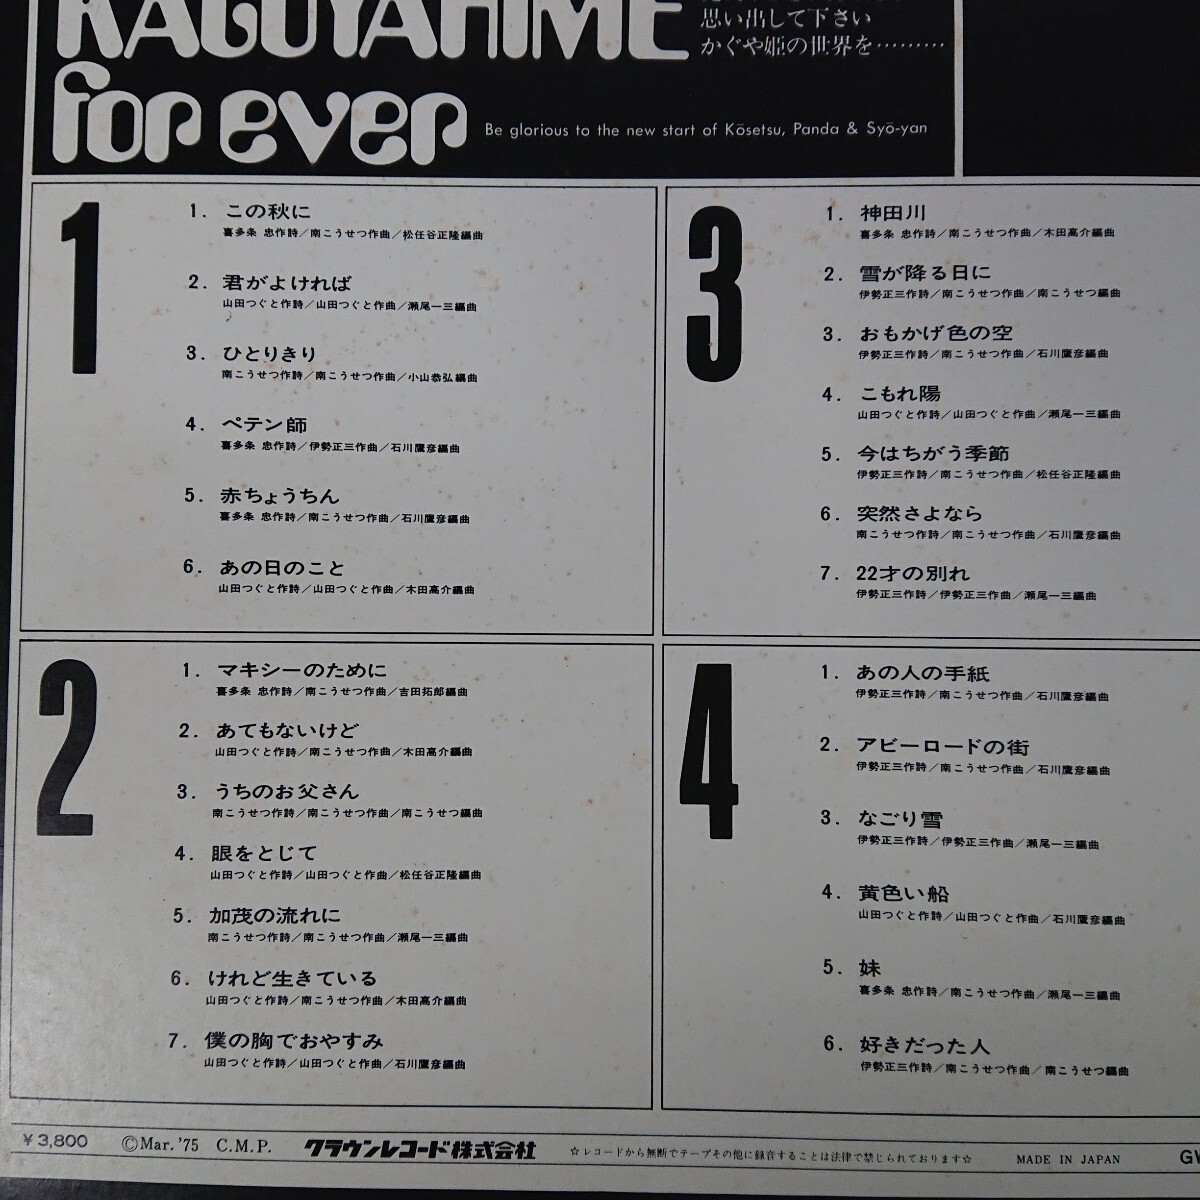 KAGUYAHIME
for ever
思い出して下さい
かぐや姫の世界を………
Be glorious to the new start of Kōsetsu, Panda & Syō-yan
1
1. この秋に
喜多条 忠作詩/南こうせつ作曲/松任谷正隆編曲
2. 君がよければ
山田つぐと作詩/山田つぐと作曲/瀬尾一三編曲
3. ひとりきり
南こうせつ作詩/南こうせつ作曲/小山恭弘編曲
4. ペテン師
喜多条 忠作詩/伊勢正三作曲/石川鷹彦編曲
5. 赤ちょうちん
喜多条 忠作詩/南こうせつ作曲/石川鷹彦編曲
6. あの日のこと
山田つぐと作詩/山田つぐと作曲/木田高介編曲
2
1. マキシーのために
喜多条 忠作詩/南こうせつ作曲/吉田拓郎編曲
2. あてもないけど
山田つぐと作詩/南こうせつ作曲/木田高介編曲
3. うちのお父さん
南こうせつ作詩/南こうせつ作曲/南こうせつ編曲
4. 眼をとじて
山田つぐと作詩/山田つぐと作曲/松任谷正隆編曲
5. 加茂の流れに
南こうせつ作詩/南こうせつ作曲/瀬尾一三編曲
6. けれど生きている
山田つぐと作詩/南こうせつ作曲/木田高介編曲
7. 僕の胸でおやすみ
山田つぐと作詩/山田つぐと作曲/石川鷹彦編曲
3
1. 神田川
喜多条 忠作詩/南こうせつ作曲/木田高介編曲
2. 雪が降る日に
伊勢正三作詩/南こうせつ作曲/南こうせつ編曲
3. おもかげ色の空
伊勢正三作詩/南こうせつ作曲/石川鷹彦編曲
4. こもれ陽
山田つぐと作詩/山田つぐと作曲/瀬尾一三編曲
5. 今はちがう季節
伊勢正三作詩/南こうせつ作曲/松任谷正隆編曲
6. 突然さよなら
南こうせつ作詩/南こうせつ作曲/石川鷹彦編曲
7. 22才の別れ
伊勢正三作詩/伊勢正三作曲/瀬尾一三編曲
4
1. あの人の手紙
伊勢正三作詩/南こうせつ作曲/石川鷹彦編曲
2. アビーロードの街
伊勢正三作詩/南こうせつ作曲/石川鷹彦編曲
3. なごり雪
伊勢正三作詩/伊勢正三作曲/瀬尾一三編曲
4. 黄色い船
山田つぐと作詩/山田つぐと作曲/石川鷹彦編曲
5. 妹
喜多条 忠作詩/南こうせつ作曲/瀬尾一三編曲
6. 好きだった人
伊勢正三作詩/南こうせつ作曲/南こうせつ編曲
¥3,800 ©Mar. '75 C.M.P. クラウンレコード株式会社 ☆レコードから無断でテープその他に録音することは法律で禁じられております☆ MADE IN JAPAN GW